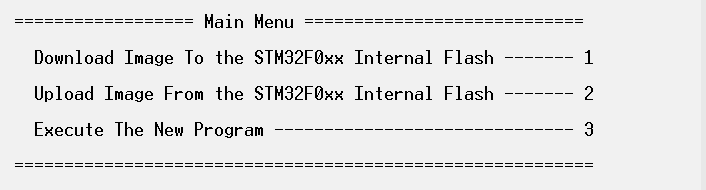 ================== Main Menu ============================
Download Image To the STM32F0xx Internal Flash ------- 1
Upload Image From the STM32F0xx Internal Flash ------- 2
Execute The New Program ------------------------------ 3
==========================================================